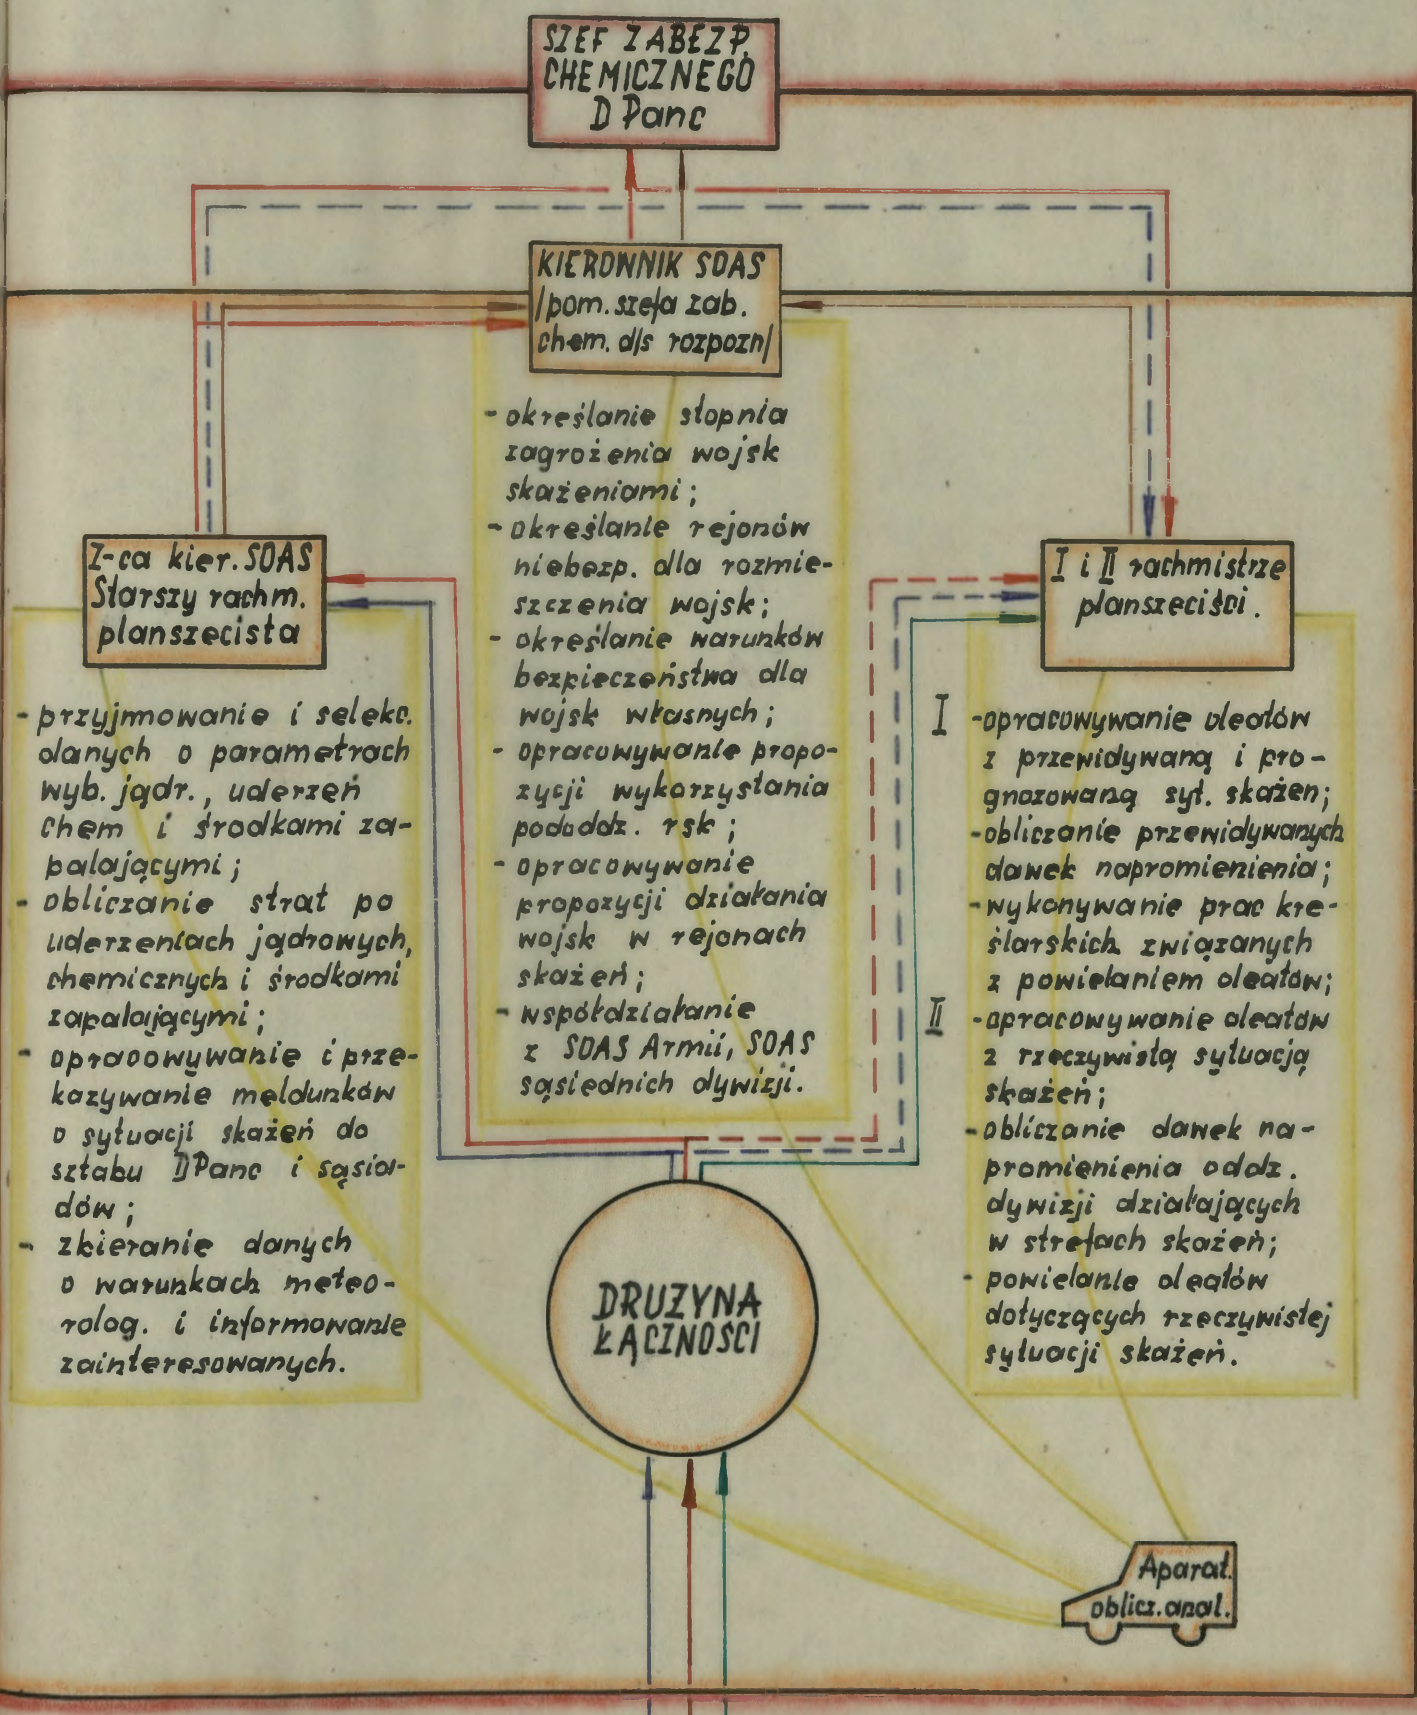 SZEF ZABEZP.
CHEMICZNEGO
D Panc
KIEROWNIK SOAS
/pom. szefa zab.
chem. d/s rozpozn/
- określanie stopnia
zagrożenia wojsk
skażeniami;
- określanie rejonów
niebezp. dla rozmie-
szczenia wojsk;
- określanie warunków
bezpieczeństwa dla
wojsk własnych;
- opracowywanie propo-
zycji wykorzystania
pododdz. rsk;
- opracowywanie
propozycji działania
wojsk w rejonach
skażeń;
- współdziałanie
z SOAS Armii, SOAS
sąsiednich dywizji.
Z-ca kier. SOAS
Starszy rachm.
planszecista
- przyjmowanie i selekc.
danych o parametrach
wyb. jądr., uderzeń
chem i środkami za-
palającymi;
- obliczanie strat po
uderzeniach jądrowych,
chemicznych i środkami
zapalającymi;
- opracowywanie i prze-
kazywanie meldunków
o sytuacji skażeń do
sztabu DPanc i sąsia-
dów;
- zbieranie danych
o warunkach meteo-
rolog. i informowanie
zainteresowanych.
I i II rachmistrze
planszeciści.
I - opracowywanie oleatów
z przewidywaną i pro-
gnozowaną syt. skażeń;
- obliczanie przewidywanych
dawek napromienienia;
- wykonywanie prac kre-
ślarskich związanych
z powielaniem oleatów;
II - opracowywanie oleatów
z rzeczywistą sytuacją
skażeń;
- obliczanie dawek na-
promienienia oddz.
dywizji działających
w strefach skażeń;
- powielanie oleatów
dotyczących rzeczywistej
sytuacji skażeń.
DRUŻYNA
ŁĄCZNOŚCI
Aparat.
oblicz. anal.